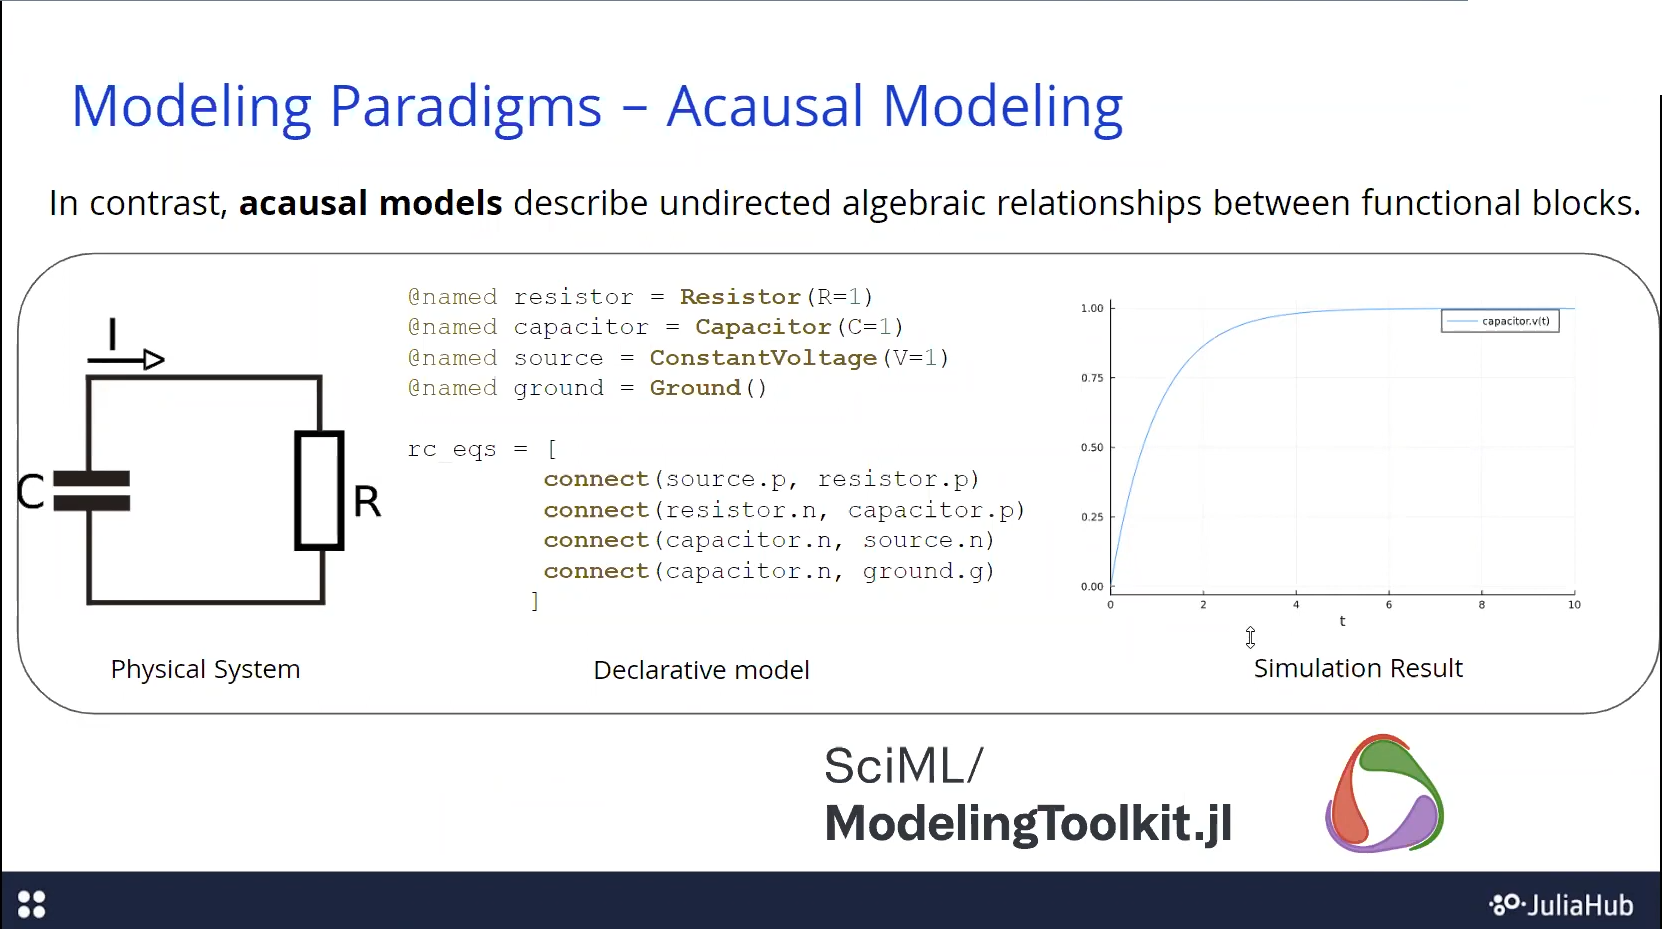 Modeling Paradigms – Acausal Modeling
In contrast, acausal models describe undirected algebraic relationships between functional blocks.
I
C
R
Physical System
@named resistor = Resistor(R=1)
@named capacitor = Capacitor(C=1)
@named source = ConstantVoltage(V=1)
@named ground = Ground()
rc_eqs = [
connect(source.p, resistor.p)
connect(resistor.n, capacitor.p)
connect(capacitor.n, source.n)
connect(capacitor.n, ground.g)
]
Declarative model
1.00
0.75
0.50
0.25
0.00
capacitor.v(t)
0 2 4 6 8 10
t
Simulation Result
SciML/
ModelingToolkit.jl
JuliaHub